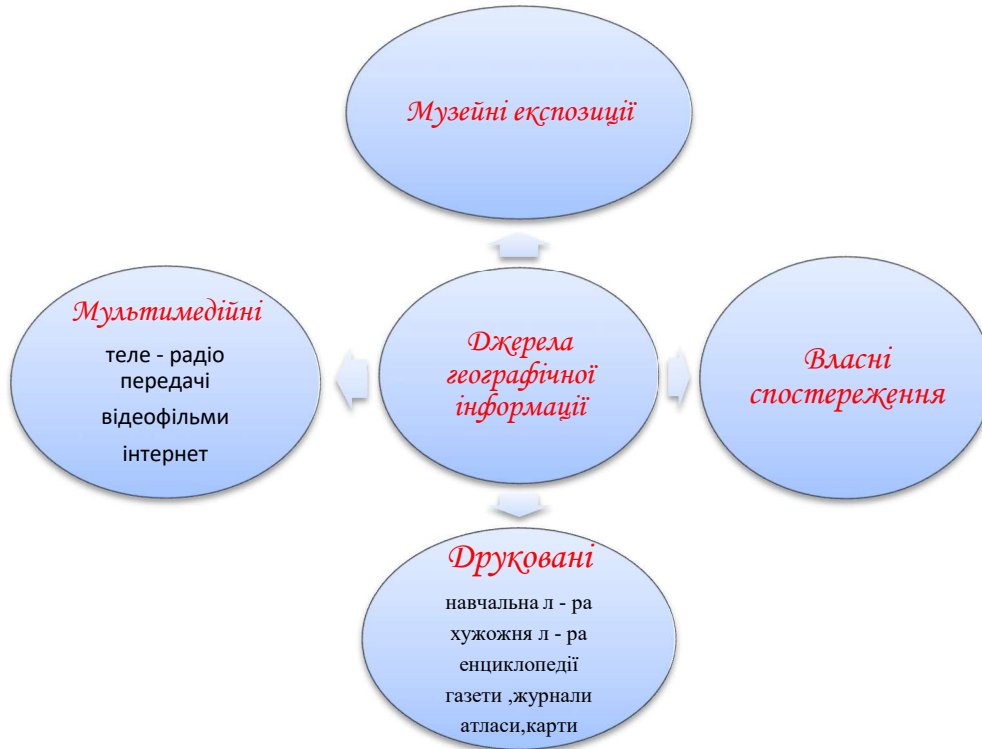 Музейні експозиції
Мультимедійні
теле - радіо
передачі
відеофільми
інтернет
Джерела
географічної
інформації
Власні
спостереження
Друковані
навчальна л - ра
хужожня л - ра
енциклопедії
газети ,журнали
атласи,карти